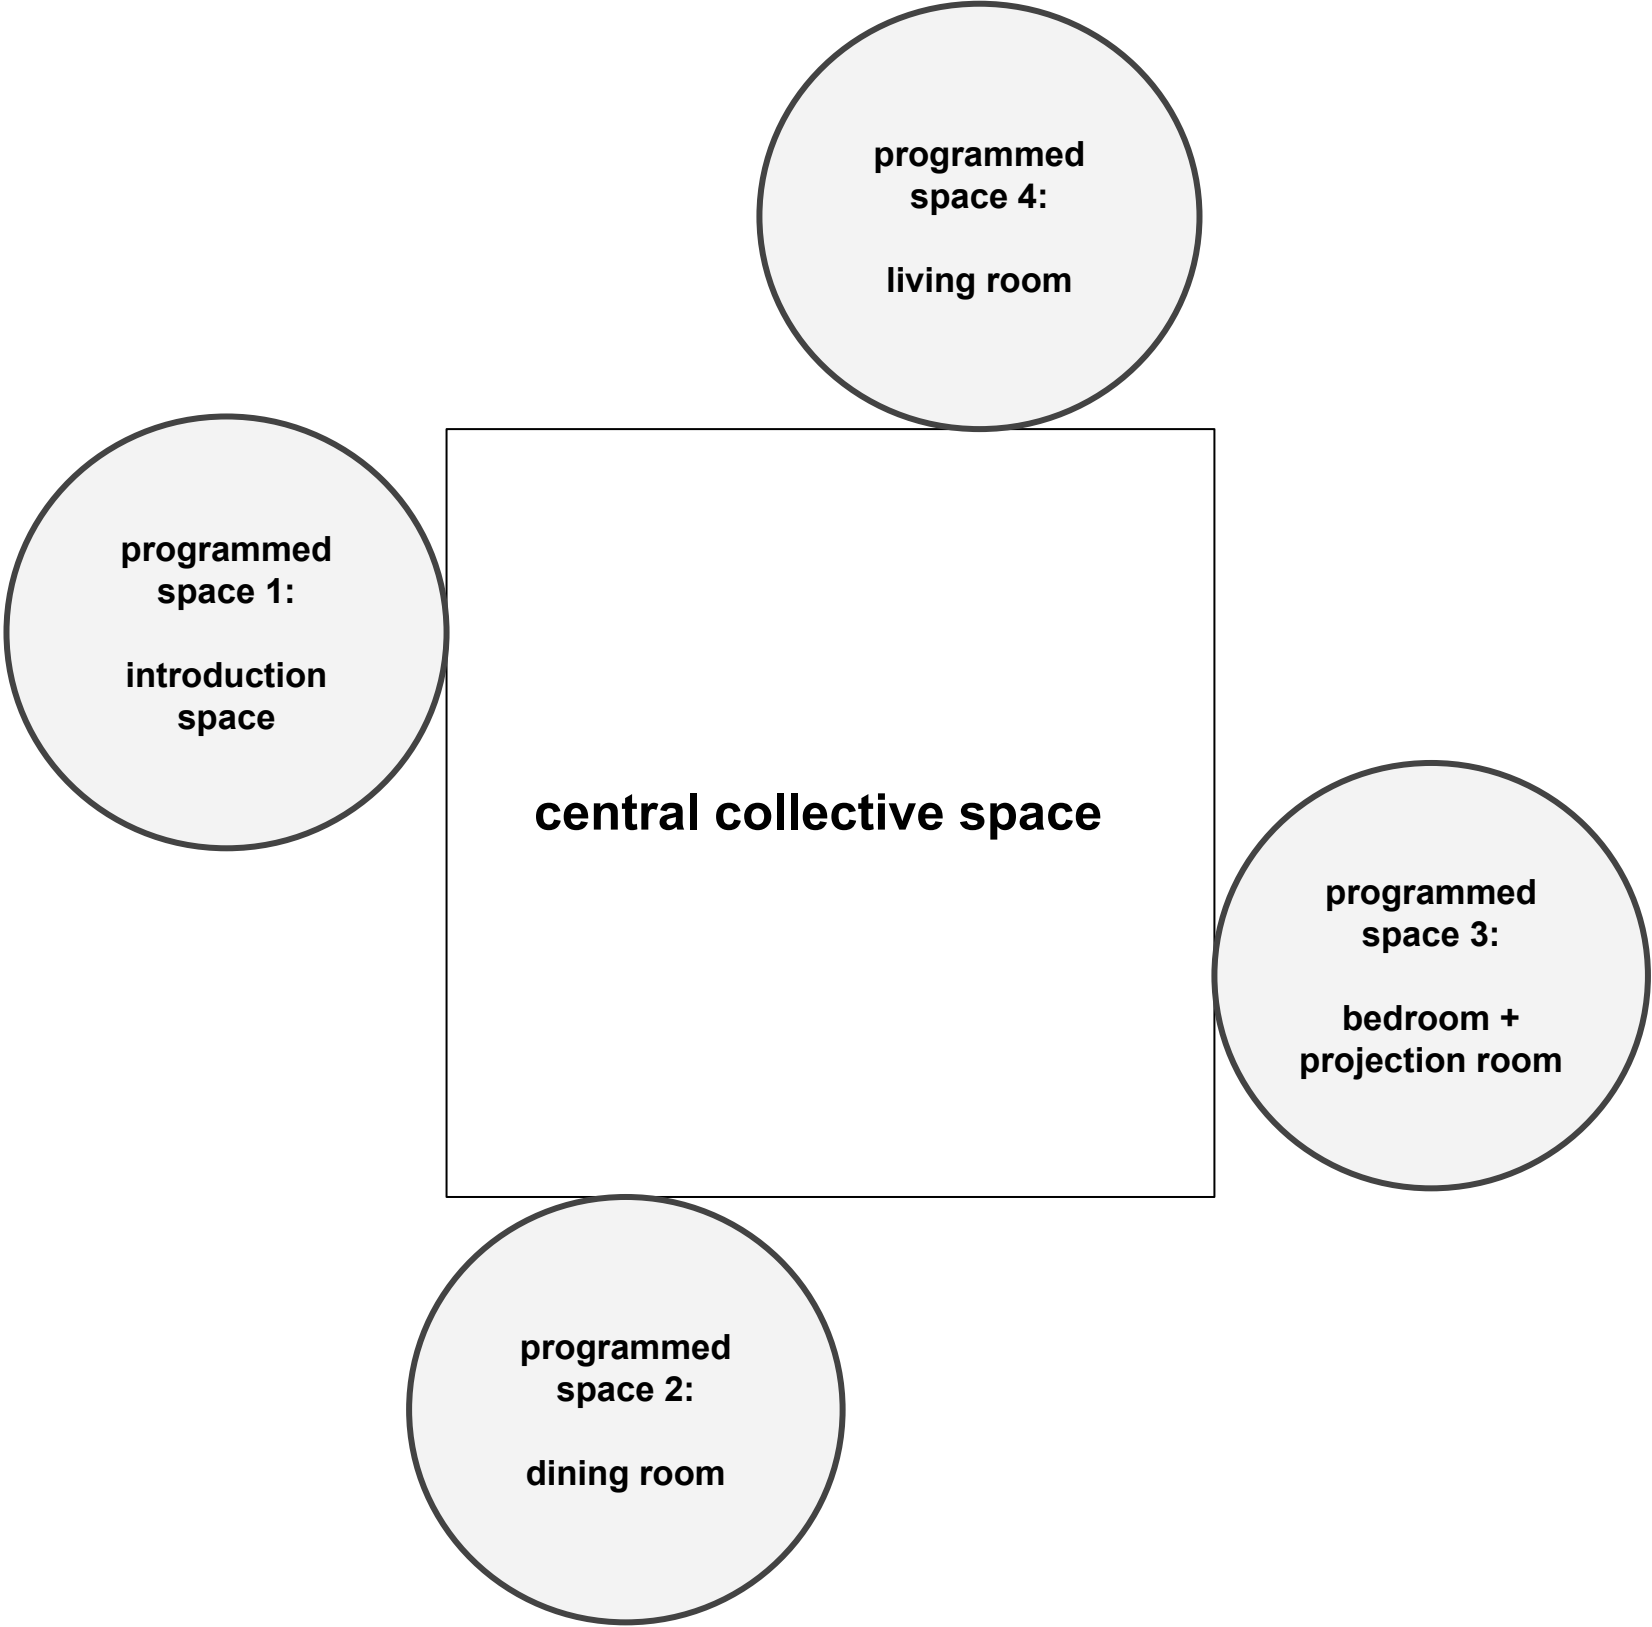 programmed
space 4:
living room
programmed
space 1:
introduction
space
central collective space
programmed
space 3:
bedroom +
projection room
programmed
space 2:
dining room